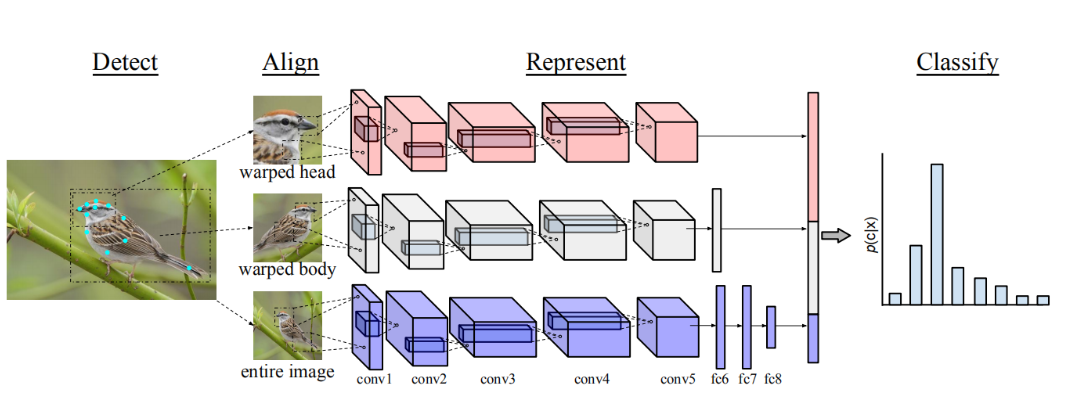 Detect
Align
Represent
Classify
warped head
warped body
entire image
conv1 conv2 conv3 conv4 conv5 fc6 fc7 fc8
p(c|x)